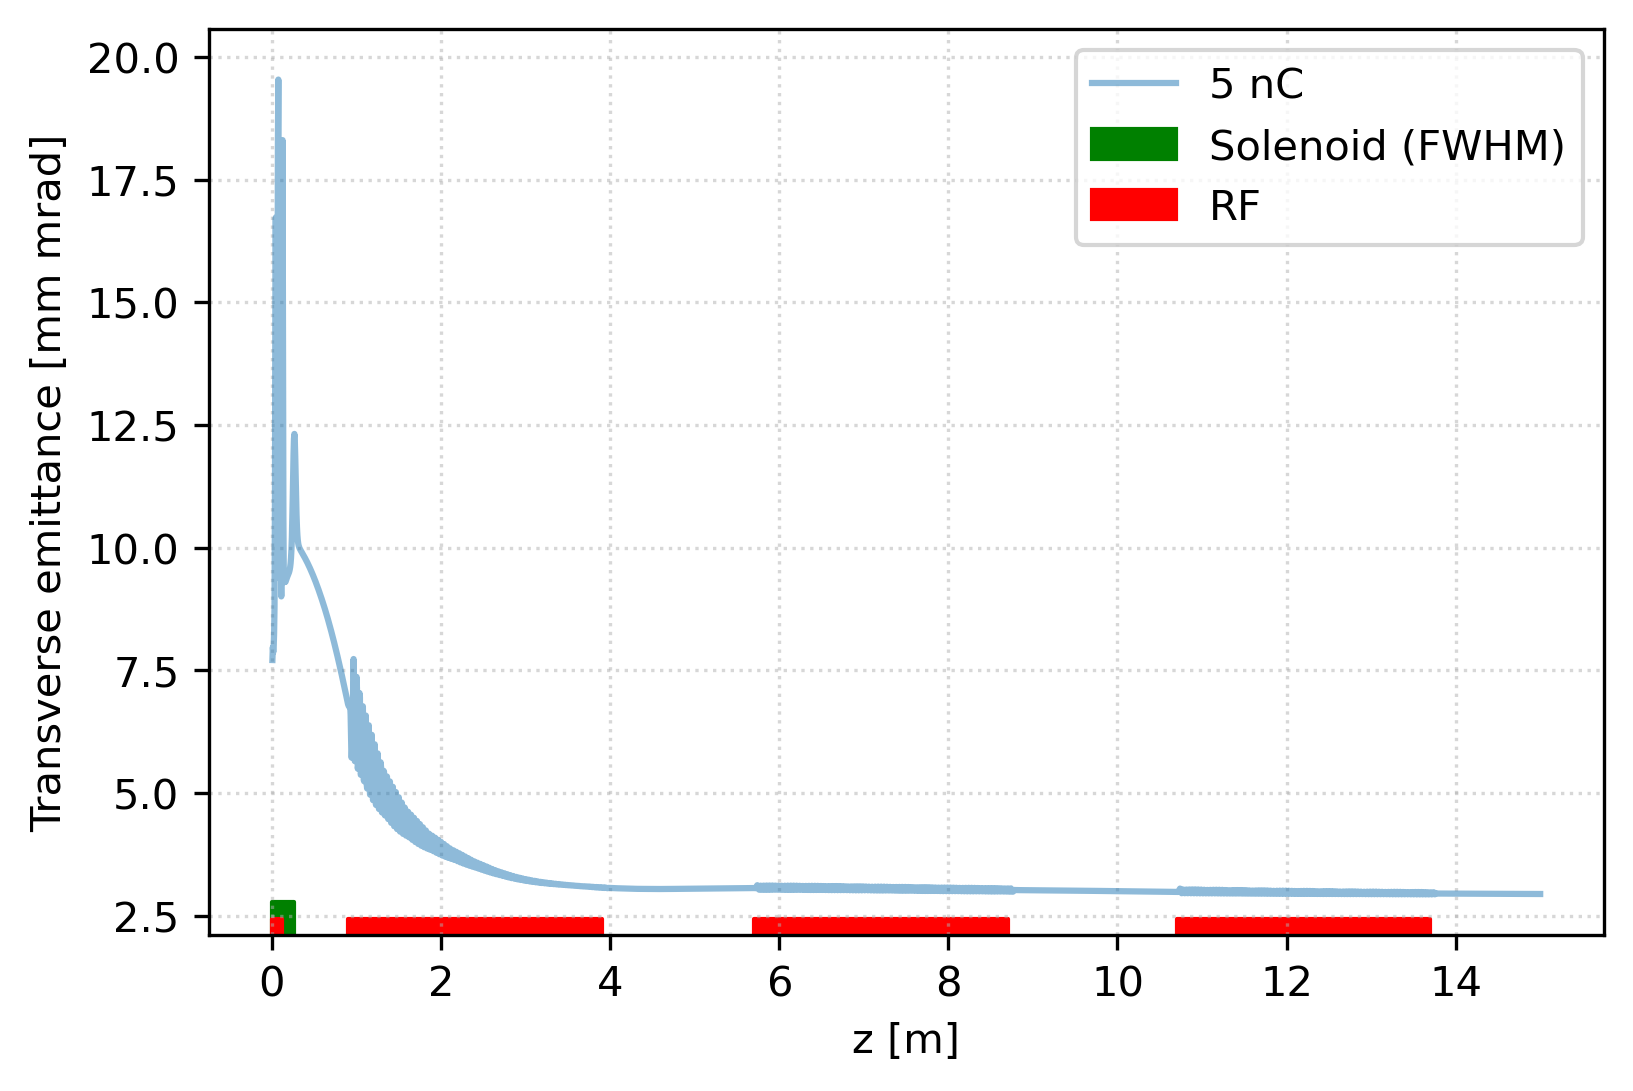 20.0
17.5
15.0
12.5
10.0
7.5
5.0
2.5
Transverse emittance [mm mrad]
5 nC
Solenoid (FWHM)
RF
0 2 4 6 8 10 12 14
z [m]